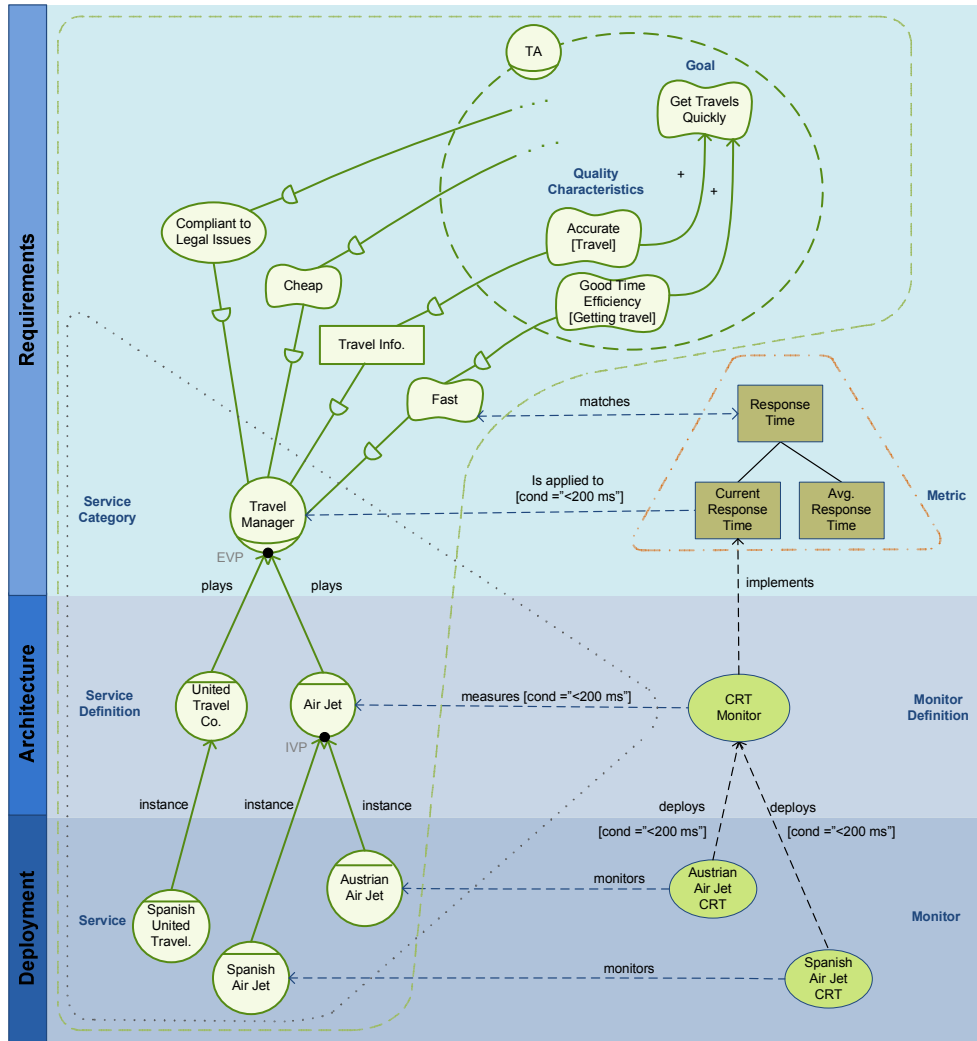 Requirements
Architecture
Deployment
TA
Goal
Get Travels
Quickly
. . .
. . .
Quality
Characteristics
+
+
Compliant to
Legal Issues
Accurate
[Travel]
Cheap
Good Time
Efficiency
[Getting travel]
Travel Info.
Fast
matches
Response
Time
Is applied to
[cond =”<200 ms”]
Current
Response
Time
Avg.
Response
Time
Metric
Service
Category
Travel
Manager
EVP
plays
plays
implements
Service
Definition
United
Travel
Co.
Air Jet
IVP
measures [cond =”<200 ms”]
CRT
Monitor
Monitor
Definition
instance
instance
instance
deploys
[cond =”<200 ms”]
deploys
[cond =”<200 ms”]
Austrian
Air Jet
monitors
Austrian
Air Jet
CRT
Service
Spanish
United
Travel.
Monitor
Spanish
Air Jet
monitors
Spanish
Air Jet
CRT